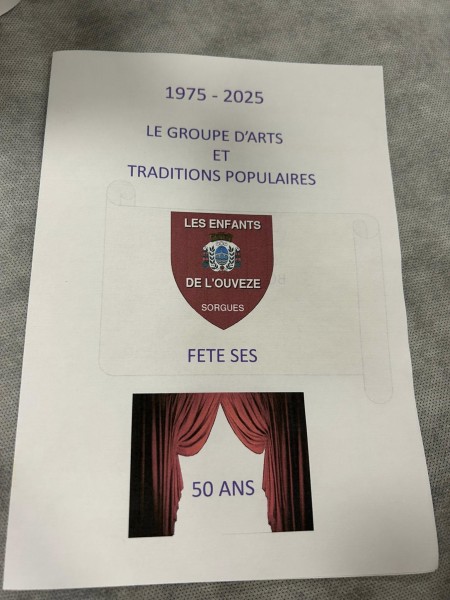 1975 - 2025
LE GROUPE D'ARTS
ET
TRADITIONS POPULAIRES
LES ENFANTS
DE L'OUVEZE
SORGUES
FETE SES
50 ANS